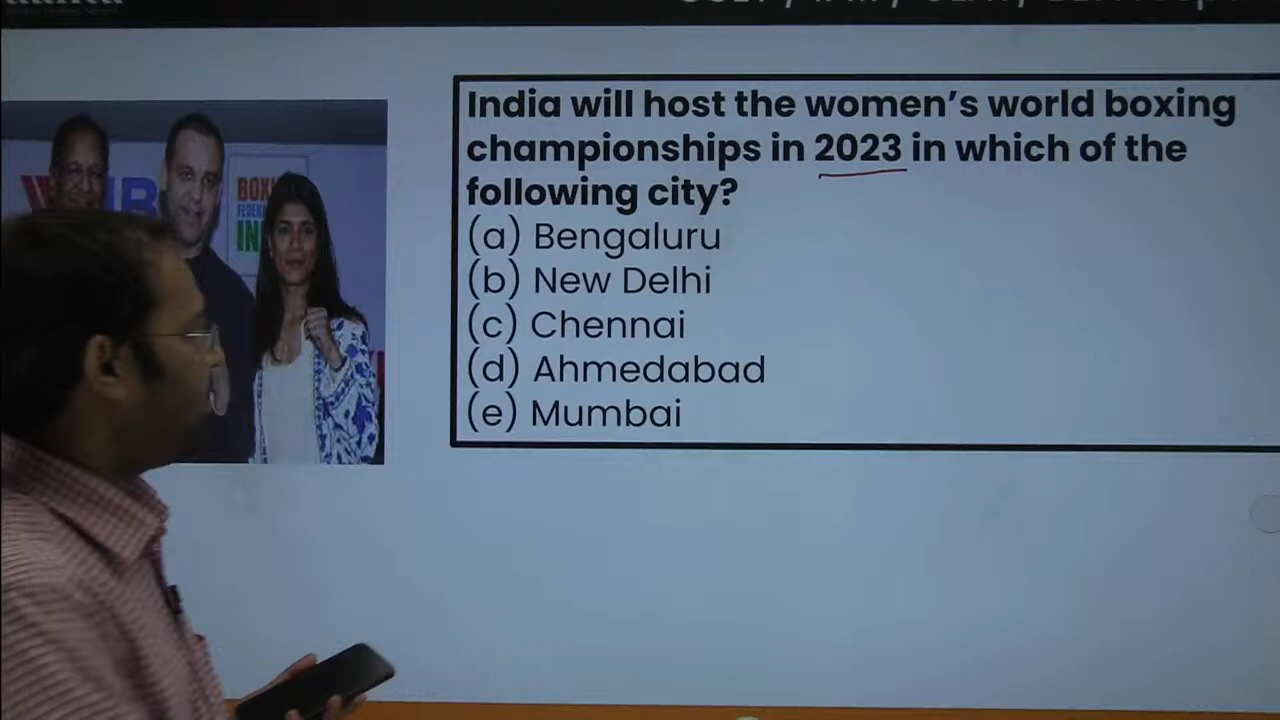 India will host the women's world boxing
championships in 2023 in which of the
following city?
(a) Bengaluru
(b) New Delhi
(c) Chennai
(d) Ahmedabad
(e) Mumbai